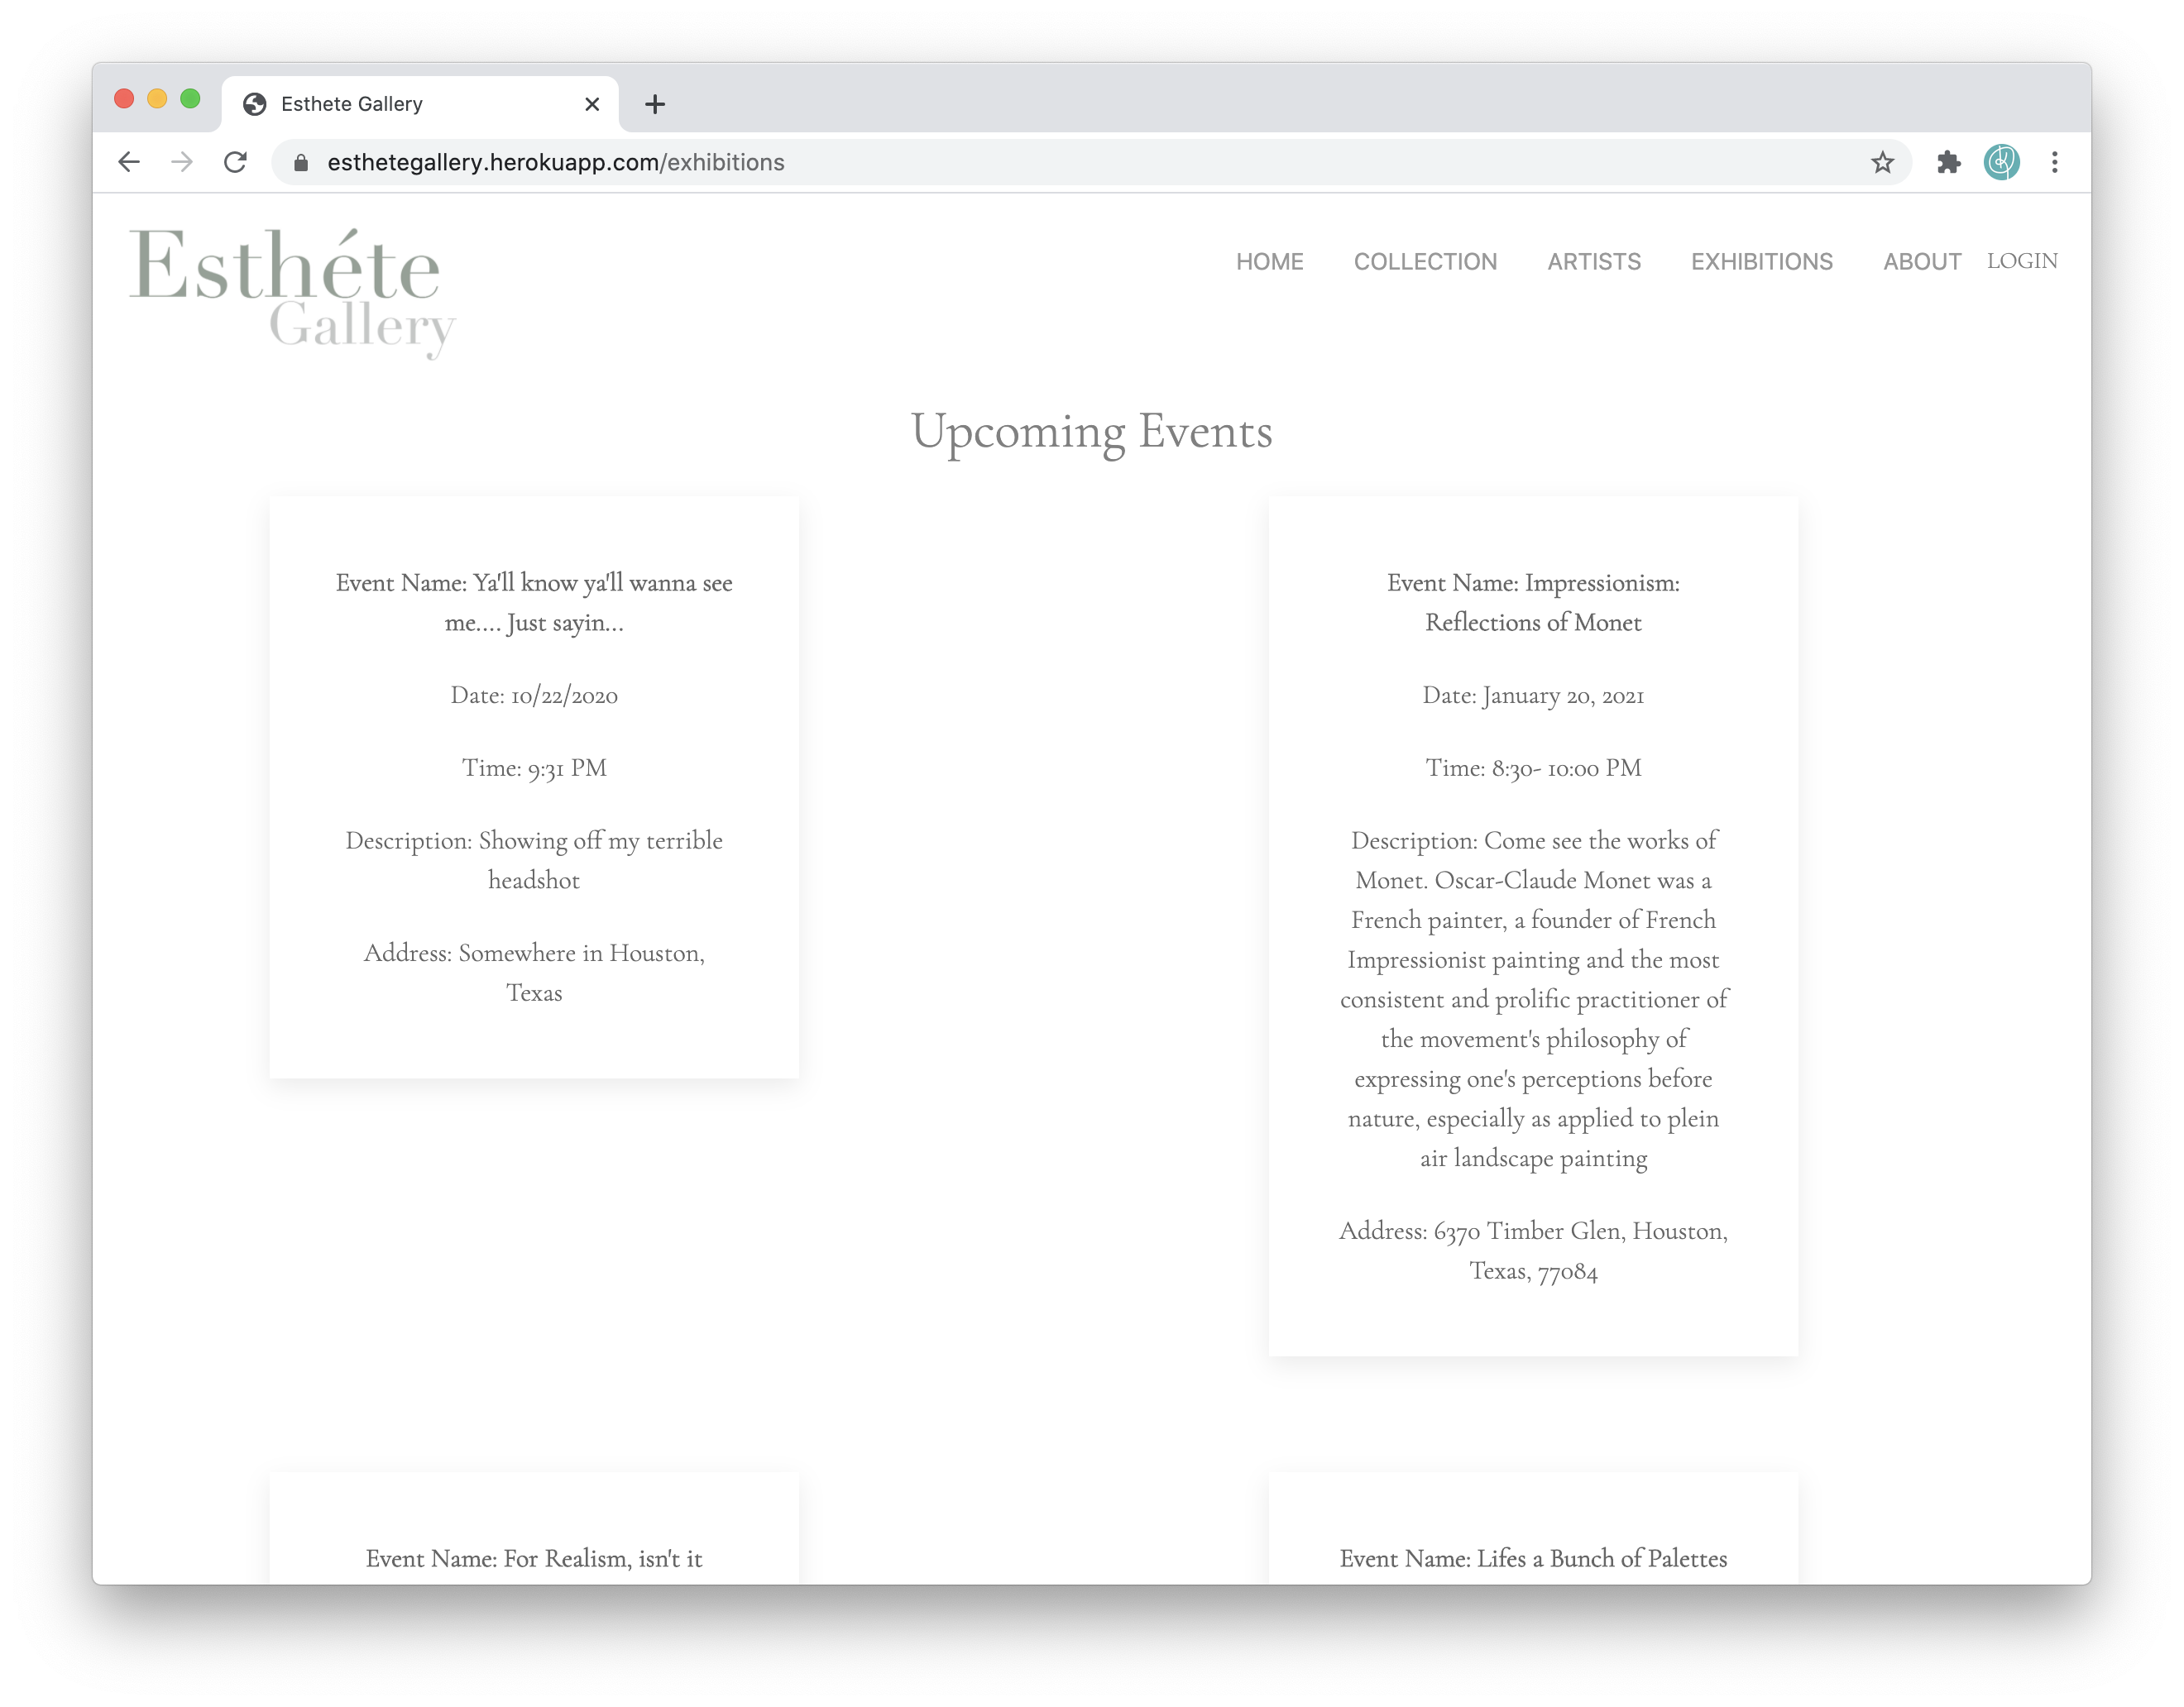 Esthete Gallery
esthetegallery.herokuapp.com/exhibitions
Esthéte
Gallery
HOME COLLECTION ARTISTS EXHIBITIONS ABOUT LOGIN
Upcoming Events
Event Name: Ya'll know ya'll wanna see
me.... Just sayin...
Date: 10/22/2020
Time: 9:31 PM
Description: Showing off my terrible
headshot
Address: Somewhere in Houston,
Texas
Event Name: Impressionism:
Reflections of Monet
Date: January 20, 2021
Time: 8:30- 10:00 PM
Description: Come see the works of
Monet. Oscar-Claude Monet was a
French painter, a founder of French
Impressionist painting and the most
consistent and prolific practitioner of
the movement's philosophy of
expressing one's perceptions before
nature, especially as applied to plein
air landscape painting
Address: 6370 Timber Glen, Houston,
Texas, 77084
Event Name: For Realism, isn't it
Event Name: Lifes a Bunch of Palettes